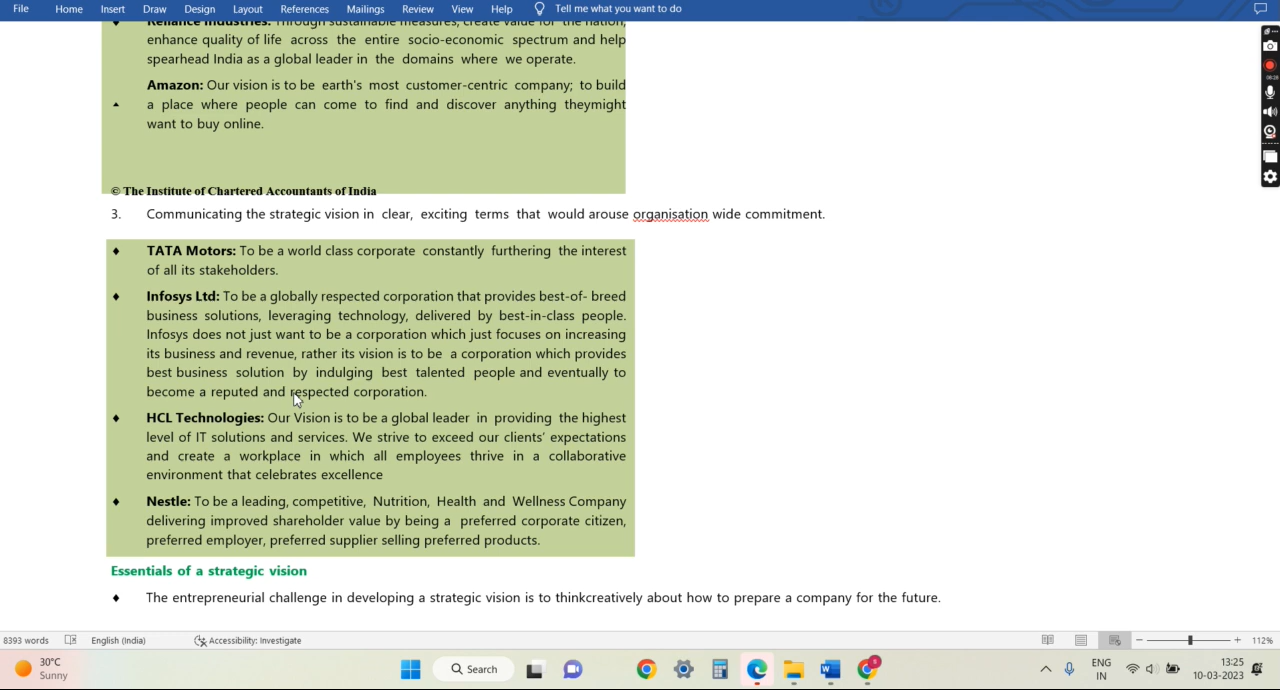 File Home Insert Draw Design Layout References Mailings Review View Help Tell me what you want to do
Reliance Industries: Through sustainable measures, create value for the nation,
enhance quality of life across the entire socio-economic spectrum and help
spearhead India as a global leader in the domains where we operate.
Amazon: Our vision is to be earth's most customer-centric company; to build
a place where people can come to find and discover anything theymight
want to buy online.
© The Institute of Chartered Accountants of India
3. Communicating the strategic vision in clear, exciting terms that would arouse organisation wide commitment.
♦ TATA Motors: To be a world class corporate constantly furthering the interest
of all its stakeholders.
♦ Infosys Ltd: To be a globally respected corporation that provides best-of- breed
business solutions, leveraging technology, delivered by best-in-class people.
Infosys does not just want to be a corporation which just focuses on increasing
its business and revenue, rather its vision is to be a corporation which provides
best business solution by indulging best talented people and eventually to
become a reputed and respected corporation.
♦ HCL Technologies: Our Vision is to be a global leader in providing the highest
level of IT solutions and services. We strive to exceed our clients' expectations
and create a workplace in which all employees thrive in a collaborative
environment that celebrates excellence
♦ Nestle: To be a leading, competitive, Nutrition, Health and Wellness Company
delivering improved shareholder value by being a preferred corporate citizen,
preferred employer, preferred supplier selling preferred products.
Essentials of a strategic vision
♦ The entrepreneurial challenge in developing a strategic vision is to thinkcreatively about how to prepare a company for the future.
8393 words English (India) Accessibility: Investigate 112%
30°C
Sunny
Search
ENG
IN
13:25
10-03-2023